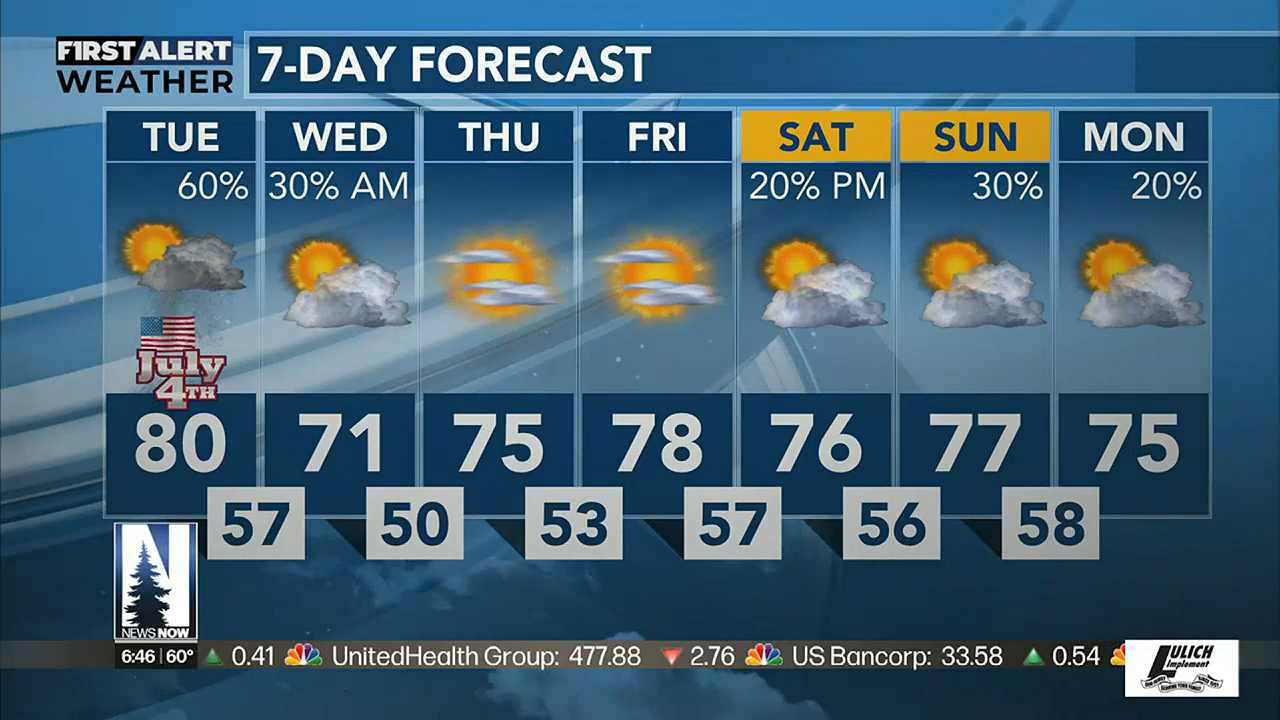 FIRST ALERT
WEATHER
7-DAY FORECAST
TUE WED THU FRI SAT SUN MON
60% 30% AM 20% PM 30% 20%
July
4TH
80 71 75 78 76 77 75
57 50 53 57 56 58
N
NEWS NOW
6:46 60° 0.41 UnitedHealth Group: 477.88 2.76 US Bancorp: 33.58 0.54
LULICH
Implement